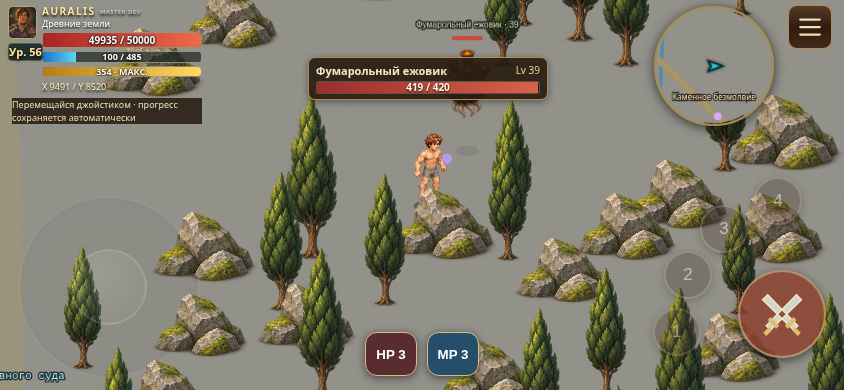 AURALIS MASTER DEV
Древние земли
49935 / 50000
Ур. 56
100 / 485
354 · МАКС.
X 9491 / Y 8520
Перемещайся джойстиком · прогресс
сохраняется автоматически
Фумарольный ежовик · 39
Фумарольный ежовик Lv 39
419 / 420
Каменное безмолвие
4
3
2
1
HP 3
MP 3
вного суда